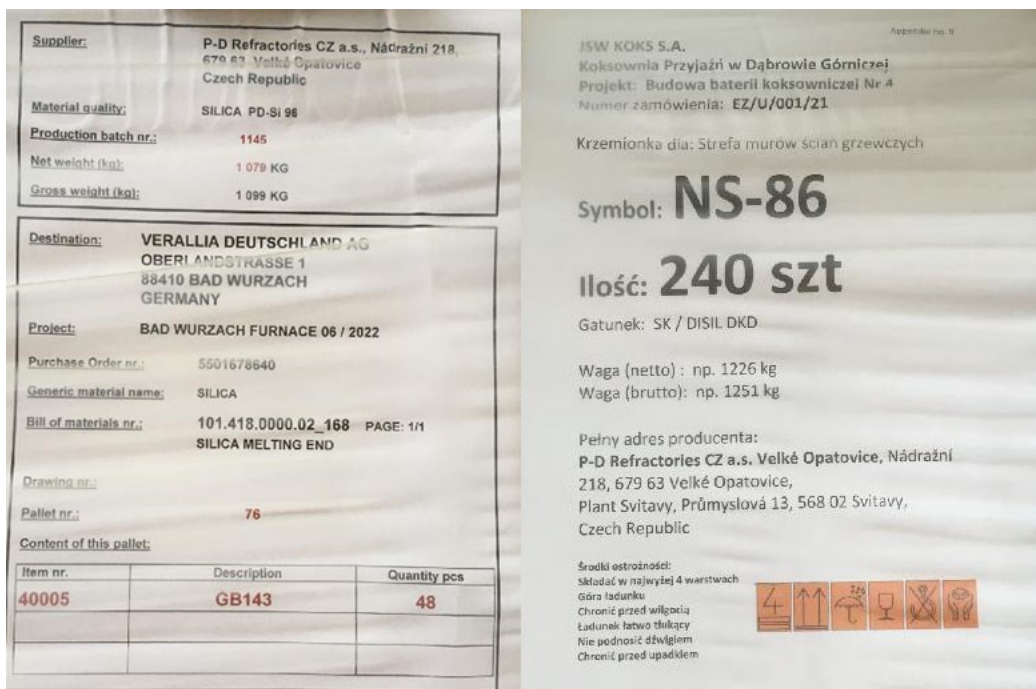 Supplier: P-D Refractories CZ a.s., Nádražní 218,
679 63 Velké Opatovice
Czech Republic
Material quality: SILICA PD-Si 96
Production batch nr.: 1145
Net weight (kg): 1 079 KG
Gross weight (kg): 1 099 KG
Destination: VERALLIA DEUTSCHLAND AG
OBERLANDSTRASSE 1
88410 BAD WURZACH
GERMANY
Project: BAD WURZACH FURNACE 06 / 2022
Purchase Order nr.: 5501678640
Generic material name: SILICA
Bill of materials nr.: 101.418.0000.02_168 PAGE: 1/1
SILICA MELTING END
Drawing nr.:
Pallet nr.: 76
Content of this pallet:
Item nr. Description Quantity pcs
40005 GB143 48
Appendix no. 9
JSW KOKS S.A.
Koksownia Przyjaźń w Dąbrowie Górniczej
Projekt: Budowa baterii koksowniczej Nr 4
Numer zamówienia: EZ/U/001/21
Krzemionka dla: Strefa murów ścian grzewczych
Symbol: NS-86
Ilość: 240 szt
Gatunek: SK / DISIL DKD
Waga (netto) : np. 1226 kg
Waga (brutto): np. 1251 kg
Pełny adres producenta:
P-D Refractories CZ a.s. Velké Opatovice, Nádražní
218, 679 63 Velké Opatovice,
Plant Svitavy, Průmyslová 13, 568 02 Svitavy,
Czech Republic
Środki ostrożności:
Składać w najwyżej 4 warstwach
Góra ładunku
Chronić przed wilgocią
Ładunek łatwo tłukący
Nie podnosić dźwigiem
Chronić przed upadkiem
4